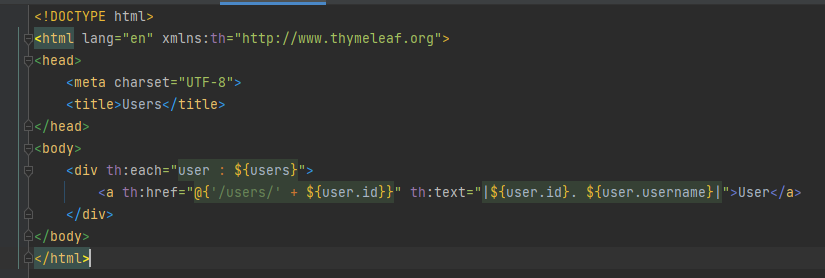 <!DOCTYPE html>
<html lang="en" xmlns:th="http://www.thymeleaf.org">
<head>
    <meta charset="UTF-8">
    <title>Users</title>
</head>
<body>
    <div th:each="user : ${users}">
        <a th:href="@{'/users/' + ${user.id}}" th:text="|${user.id}. ${user.username}|">User</a>
    </div>
</body>
</html>